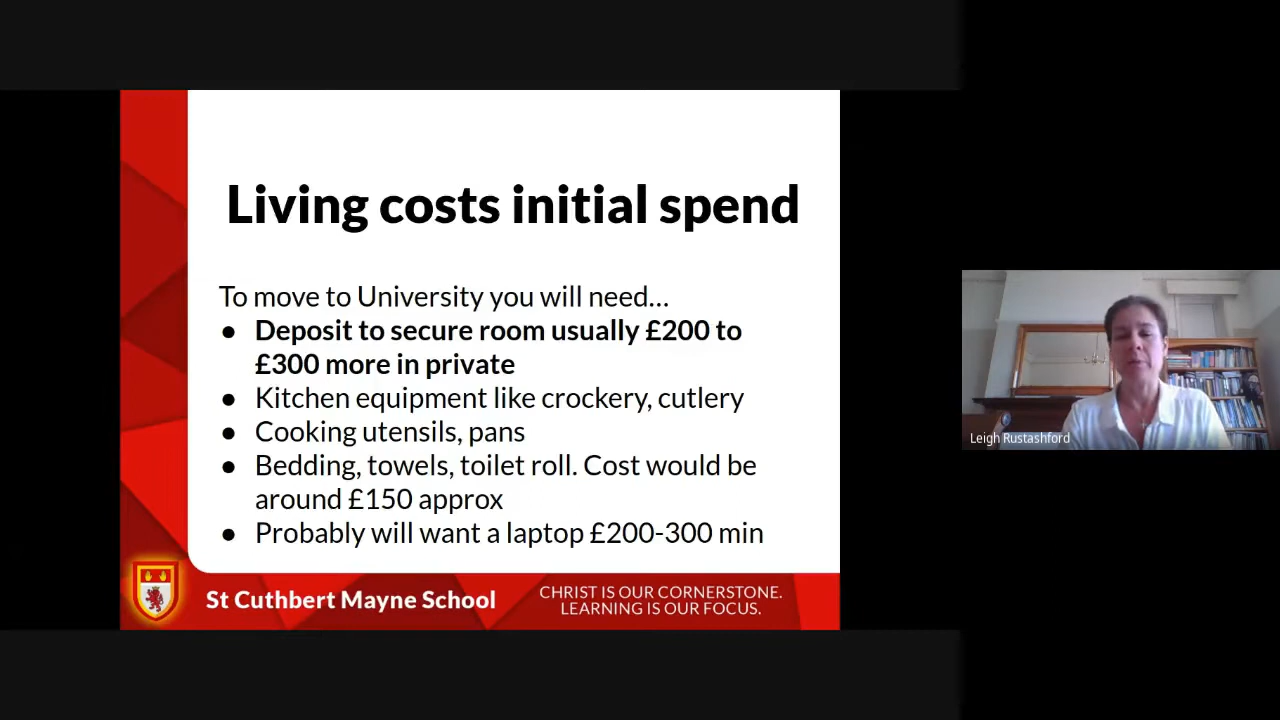 Living costs initial spend
To move to University you will need...
● Deposit to secure room usually £200 to
£300 more in private
● Kitchen equipment like crockery, cutlery
● Cooking utensils, pans
● Bedding, towels, toilet roll. Cost would be
around £150 approx
● Probably will want a laptop £200-300 min
St Cuthbert Mayne School
CHRIST IS OUR CORNERSTONE.
LEARNING IS OUR FOCUS.
Leigh Rustashford